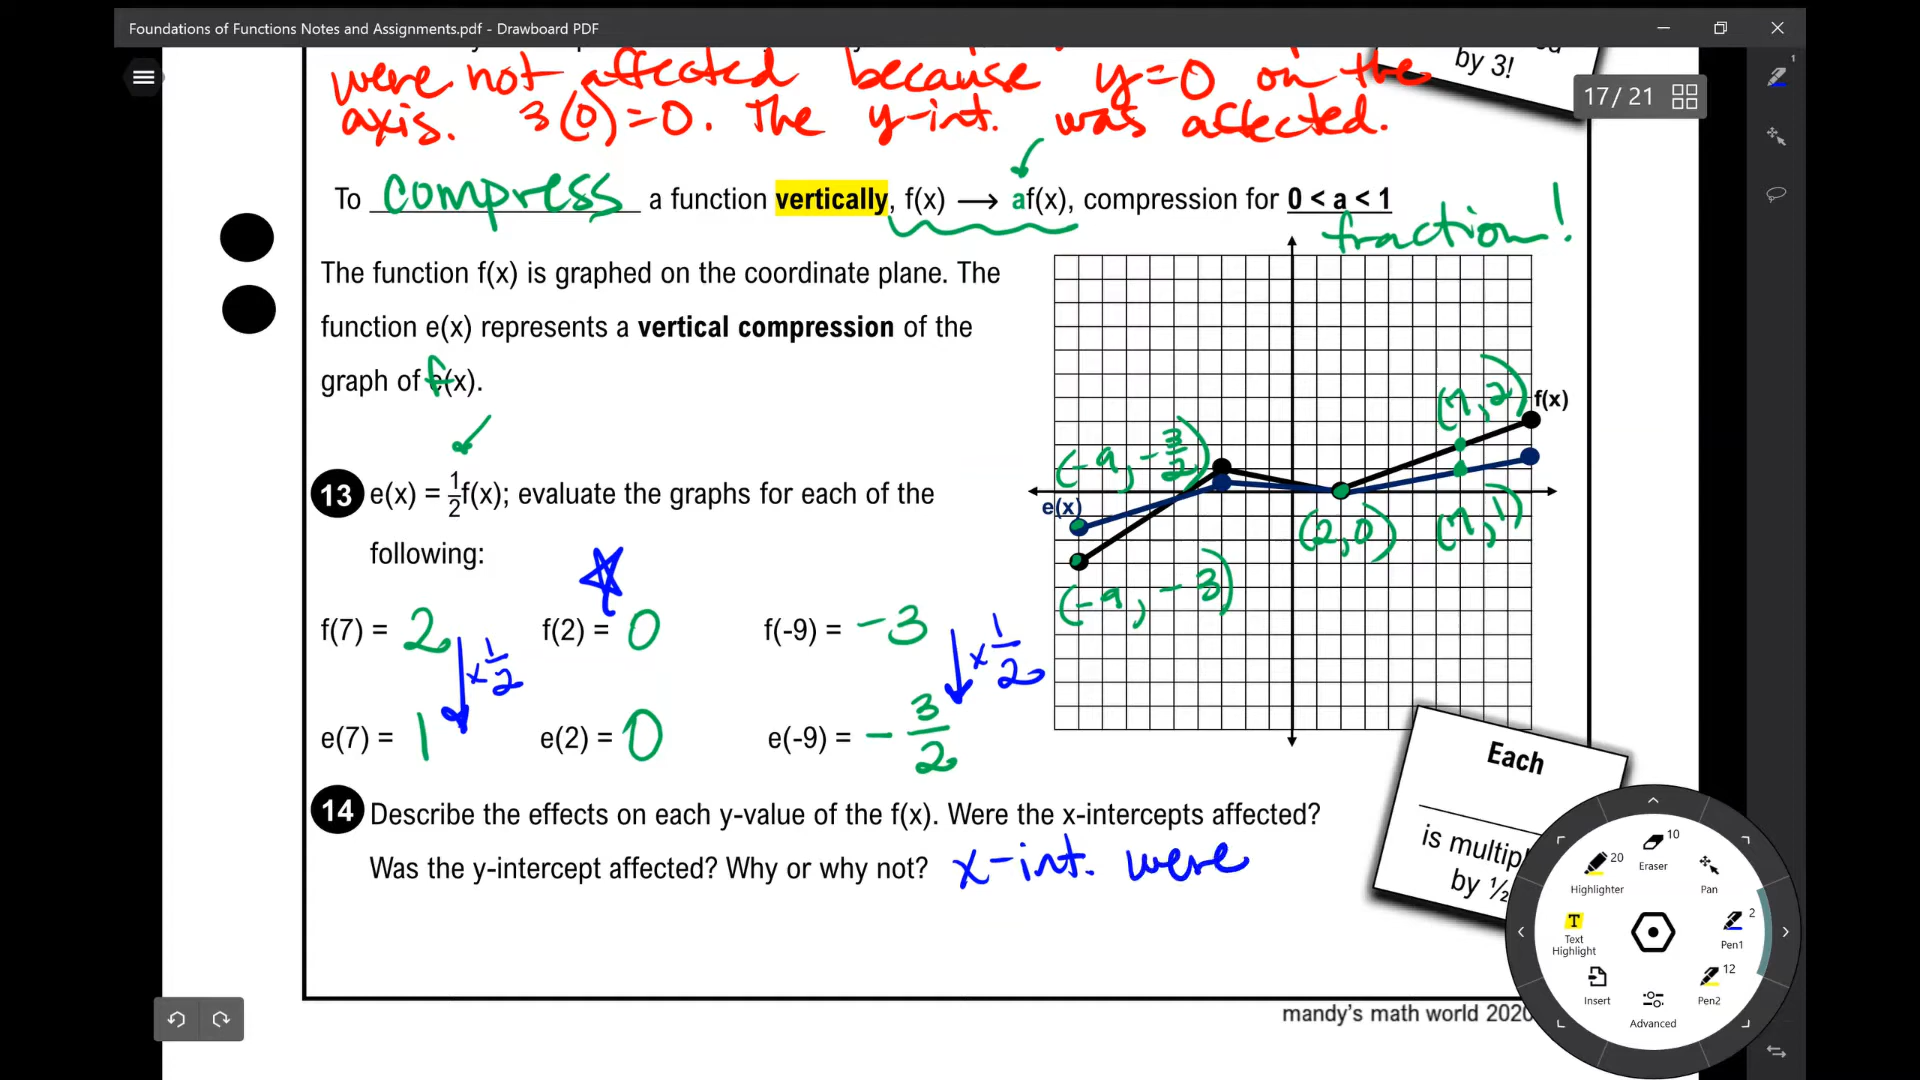 Foundations of Functions Notes and Assignments.pdf - Drawboard PDF
were not affected because y=0 on the
by 3!
17 / 21
axis. 3(0)=0. The y-int. was affected.
To compress a function vertically, f(x) → af(x), compression for 0 < a < 1
fraction!
The function f(x) is graphed on the coordinate plane. The
function e(x) represents a vertical compression of the
graph of f(x).
(7,2)
f(x)
(-9, -3/2)
e(x)
(2,0)
(7,1)
(-9, -3)
13 e(x) = 1/2 f(x); evaluate the graphs for each of the
following:
f(7) = 2 f(2) = 0 f(-9) = -3
x 1/2 x 1/2
e(7) = 1 e(2) = 0 e(-9) = - 3/2
Each
is multip
by ½
14 Describe the effects on each y-value of the f(x). Were the x-intercepts affected?
Was the y-intercept affected? Why or why not? x-int. were
mandy's math world 2020
10
Eraser
20
Highlighter
Pan
Text
Highlight
2
Pen1
Insert
12
Pen2
Advanced
1